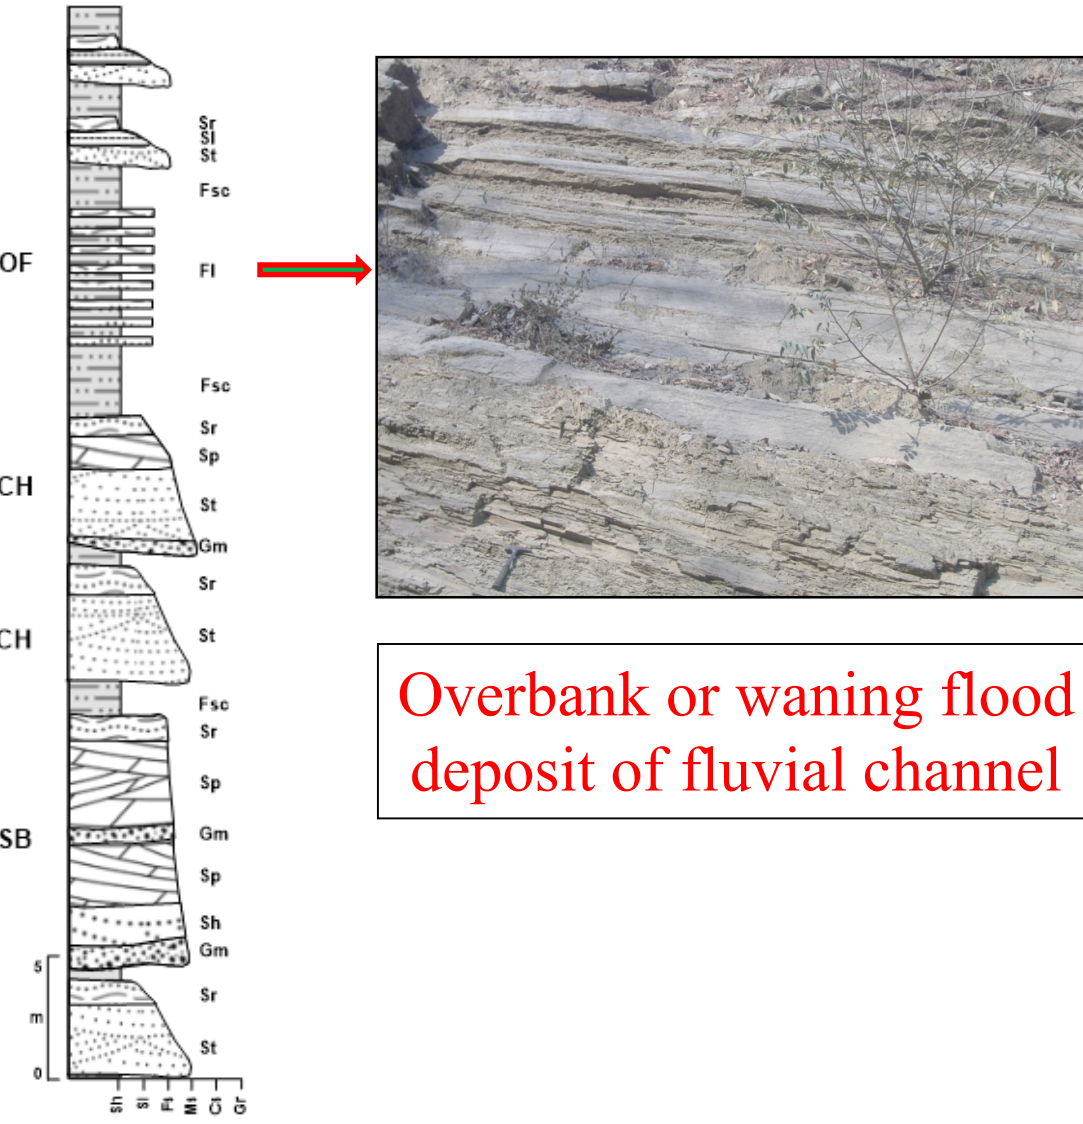 Sr
Sl
St
Fsc
OF
Fl
Fsc
Sr
Sp
CH
St
Gm
Sr
CH
St
Fsc
Sr
Sp
SB
Gm
Sp
Sh
Gm
5
Sr
m
St
0
Sh Sl Fs Ms Cs Gr
Overbank or waning flood
deposit of fluvial channel